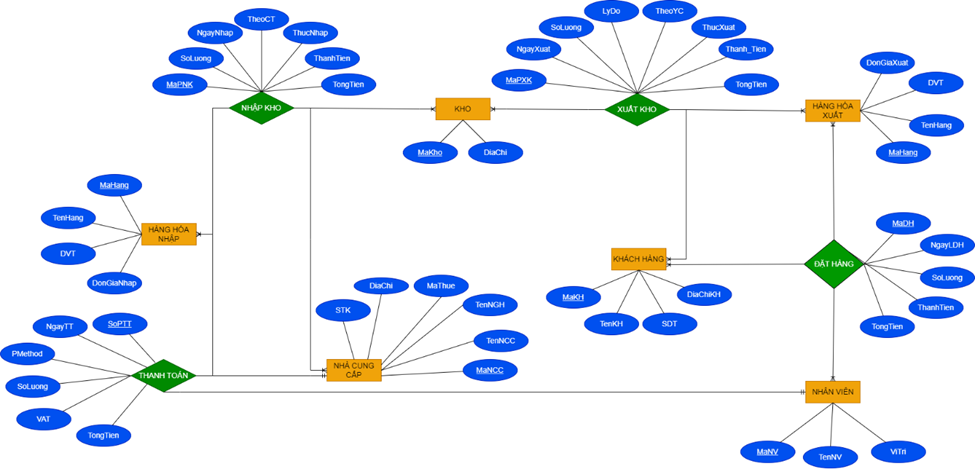 TheoCT
NgayNhap
ThucNhap
SoLuong
ThanhTien
MaPNK
TongTien
NHẬP KHO
KHO
MaKho
DiaChi
LyDo
TheoYC
SoLuong
ThucXuat
NgayXuat
Thanh_Tien
MaPXK
TongTien
XUẤT KHO
DonGiaXuat
DVT
HÀNG HÓA
XUẤT
TenHang
MaHang
MaHang
TenHang
HÀNG HÓA
NHẬP
DVT
DonGiaNhap
KHÁCH HÀNG
MaKH
DiaChiKH
TenKH
SDT
MaDH
NgayLDH
ĐẶT HÀNG
SoLuong
ThanhTien
TongTien
DiaChi
MaThue
STK
TenNGH
TenNCC
NHÀ CUNG
CẤP
MaNCC
NgayTT
SoPTT
PMethod
THANH TOÁN
SoLuong
VAT
TongTien
NHÂN VIÊN
MaNV
TenNV
ViTri